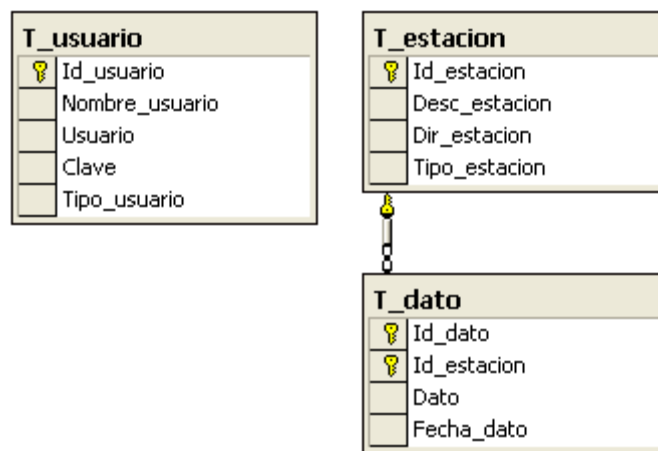 T_usuario
Id_usuario
Nombre_usuario
Usuario
Clave
Tipo_usuario
T_estacion
Id_estacion
Desc_estacion
Dir_estacion
Tipo_estacion
T_dato
Id_dato
Id_estacion
Dato
Fecha_dato